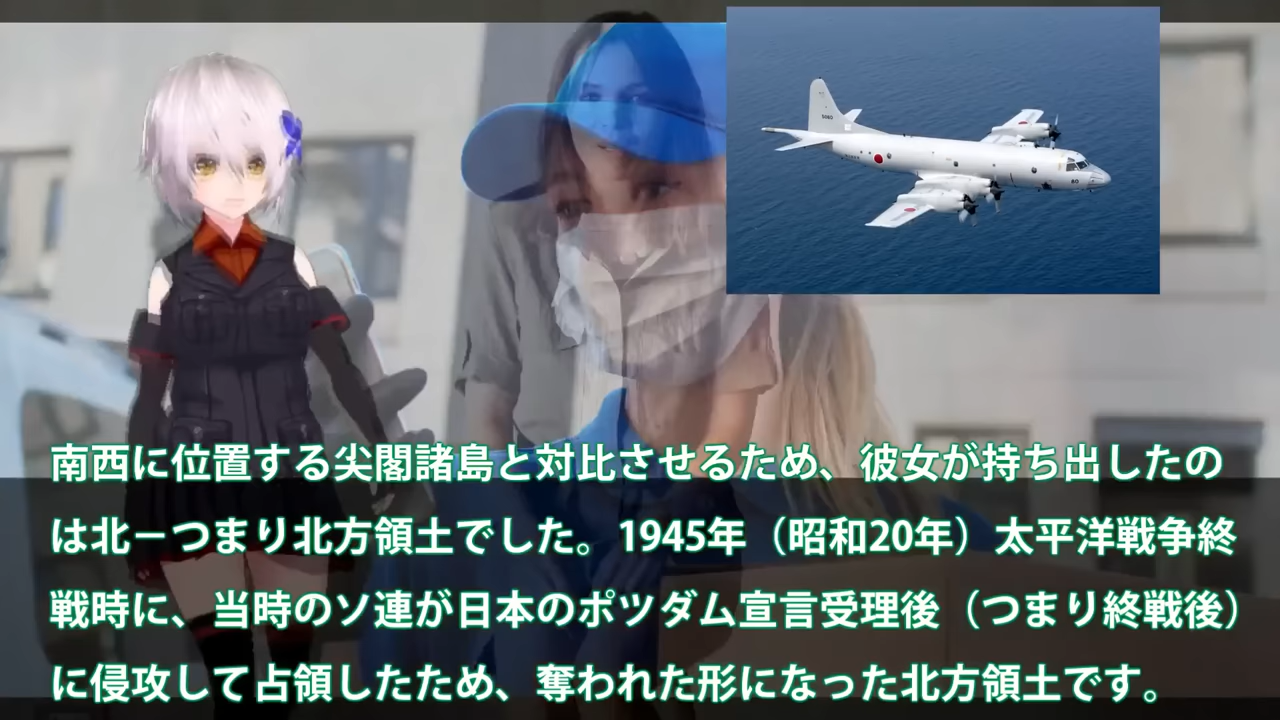 南西に位置する尖閣諸島と対比させるため、彼女が持ち出したの
は北－つまり北方領土でした。1945年（昭和20年）太平洋戦争終
戦時に、当時のソ連が日本のポツダム宣言受理後（つまり終戦後）
に侵攻して占領したため、奪われた形になった北方領土です。